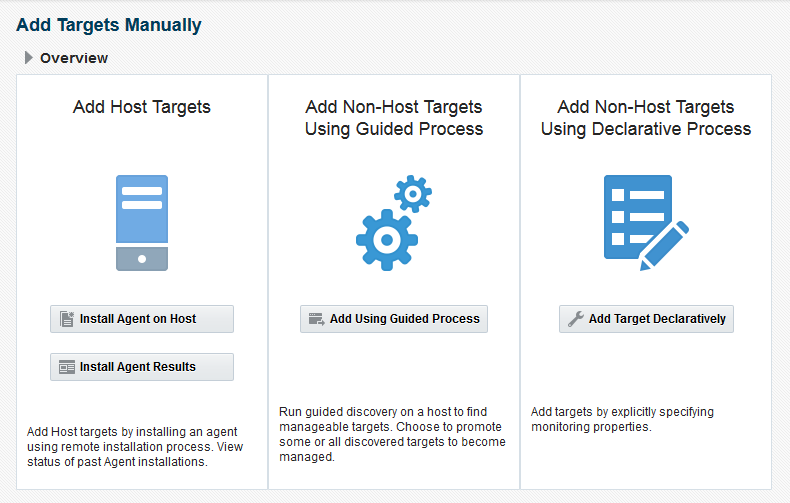 Add Targets Manually
Overview
Add Host Targets
Install Agent on Host
Install Agent Results
Add Host targets by installing an agent
using remote installation process. View
status of past Agent installations.
Add Non-Host Targets
Using Guided Process
Add Using Guided Process
Run guided discovery on a host to find
manageable targets. Choose to promote
some or all discovered targets to become
managed.
Add Non-Host Targets
Using Declarative Process
Add Target Declaratively
Add targets by explicitly specifying
monitoring properties.